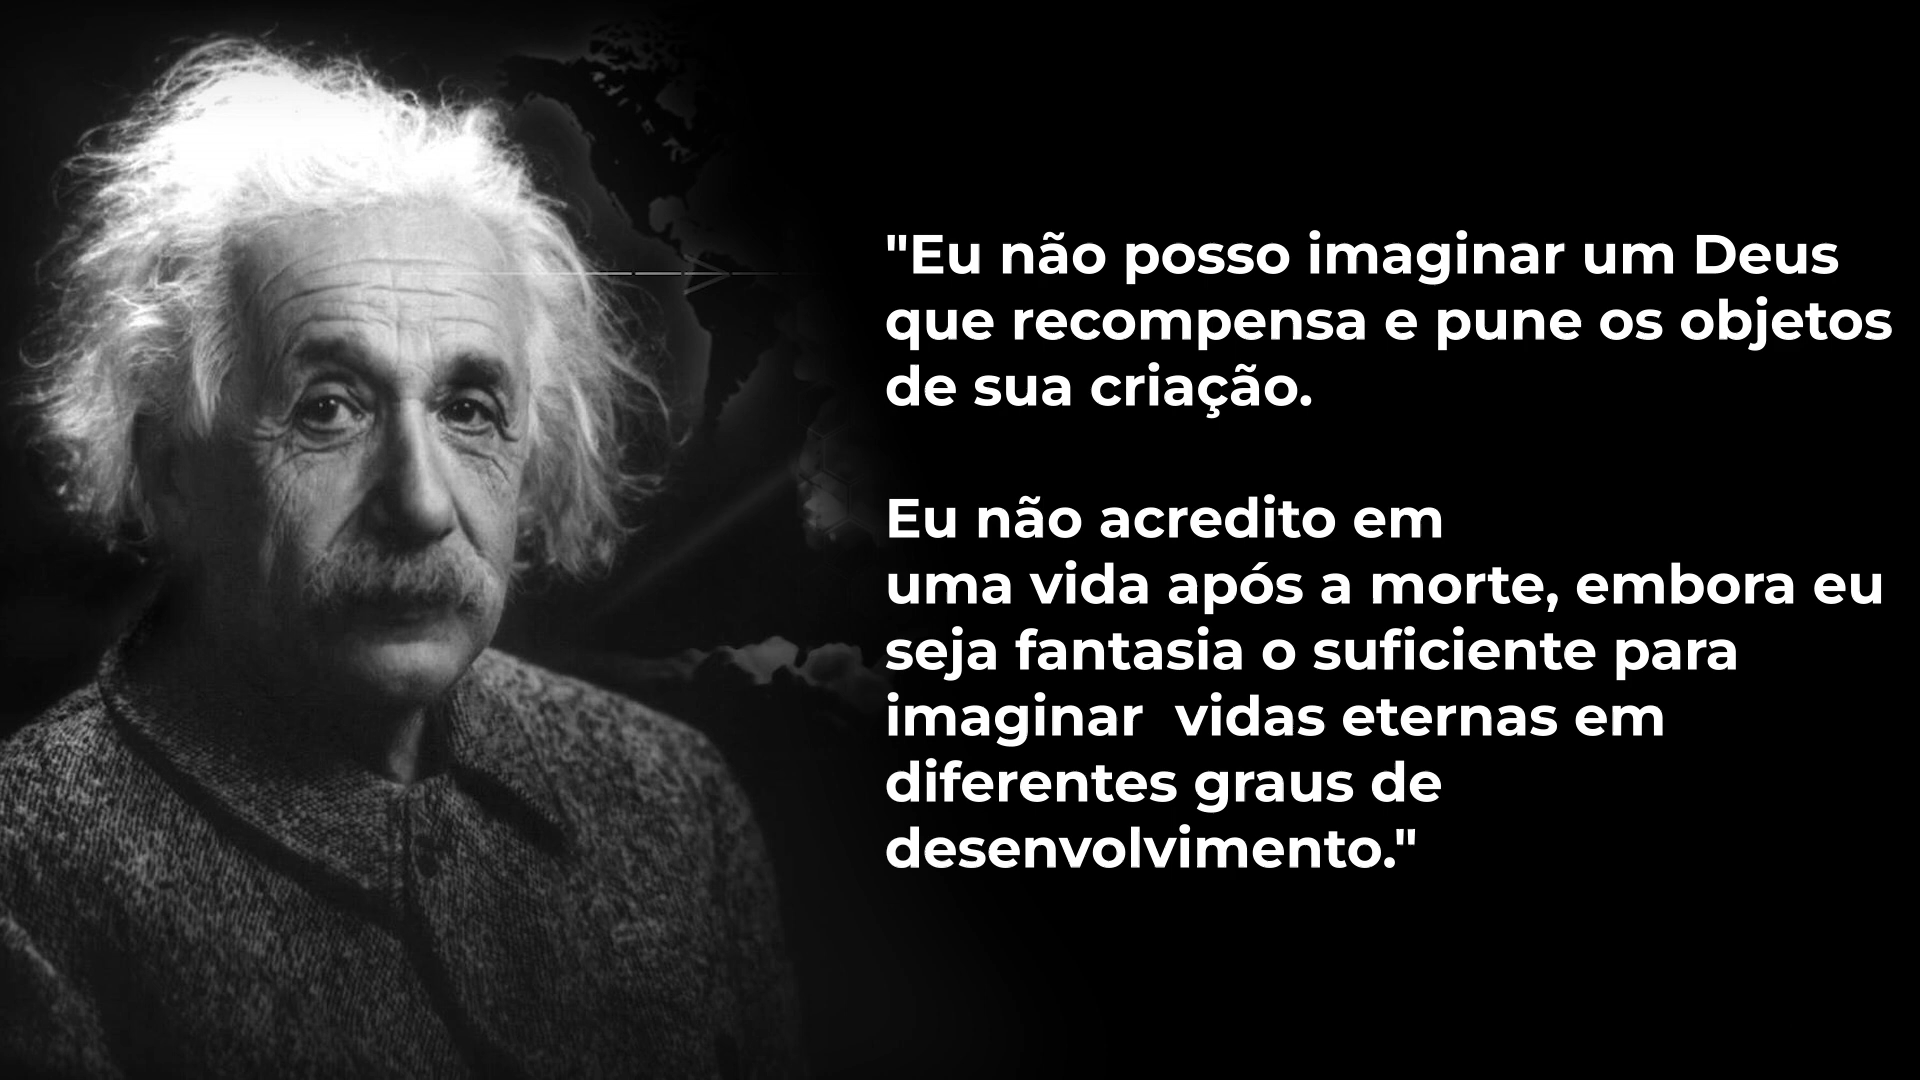 "Eu não posso imaginar um Deus
que recompensa e pune os objetos
de sua criação.
Eu não acredito em
uma vida após a morte, embora eu
seja fantasia o suficiente para
imaginar  vidas eternas em
diferentes graus de
desenvolvimento."